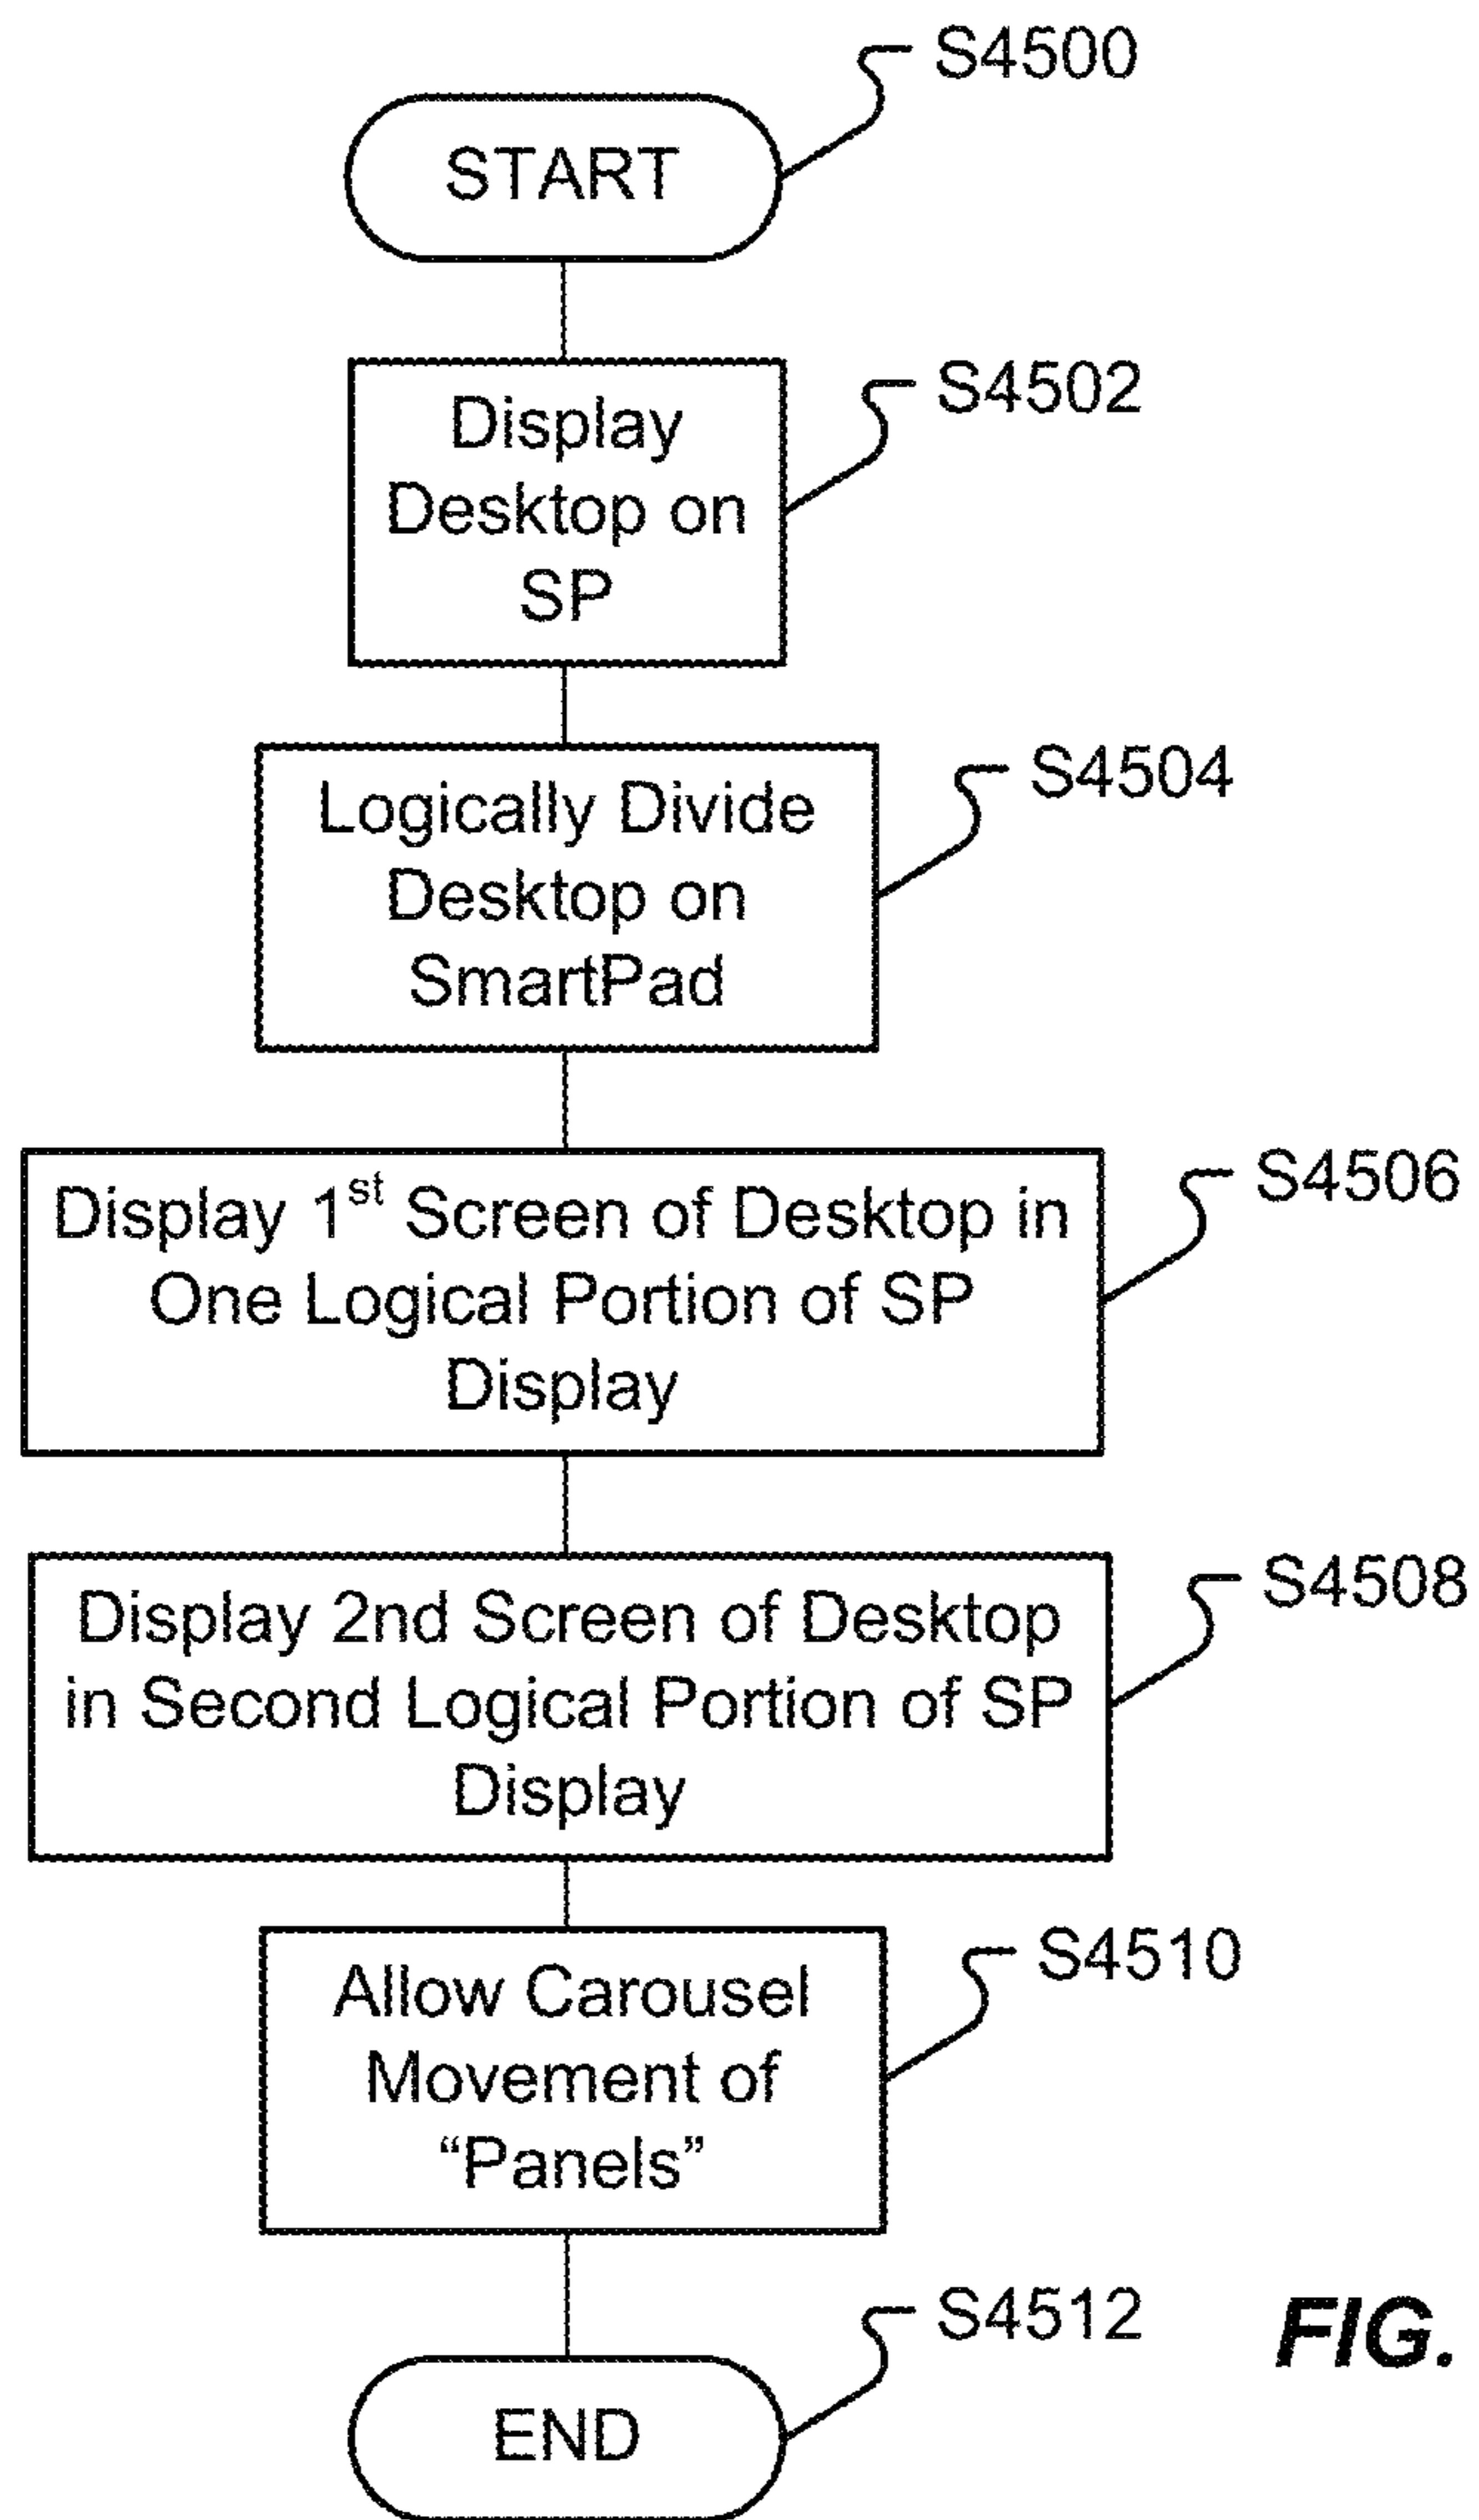 S4500
START
S4502
Display
Desktop on
SP
S4504
Logically Divide
Desktop on
SmartPad
S4506
Display 1st Screen of Desktop in
One Logical Portion of SP
Display
S4508
Display 2nd Screen of Desktop
in Second Logical Portion of SP
Display
S4510
Allow Carousel
Movement of
“Panels”
S4512
FIG.
END